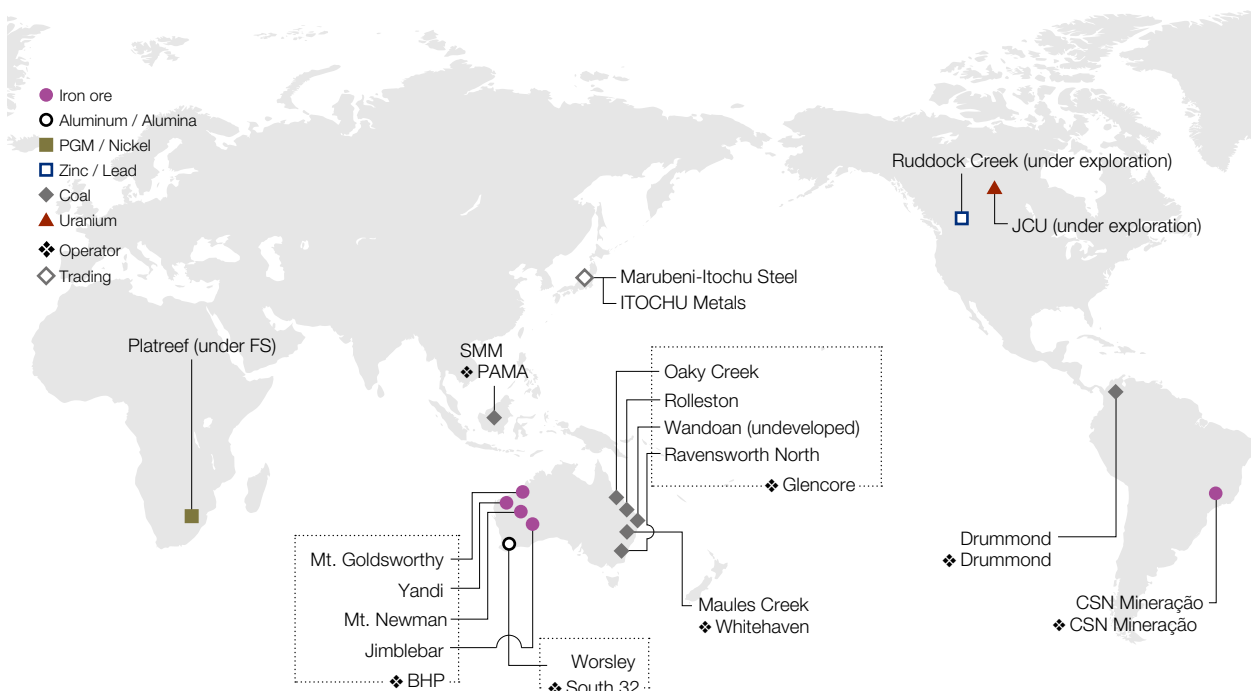 Iron ore
Aluminum / Alumina
PGM / Nickel
Zinc / Lead
Coal
Uranium
❖ Operator
Trading
Ruddock Creek (under exploration)
JCU (under exploration)
Marubeni-Itochu Steel
ITOCHU Metals
Platreef (under FS)
SMM
❖ PAMA
Oaky Creek
Rolleston
Wandoan (undeveloped)
Ravensworth North
❖ Glencore
Mt. Goldsworthy
Yandi
Mt. Newman
Jimblebar
❖ BHP
Worsley
❖ South 32
Maules Creek
❖ Whitehaven
Drummond
❖ Drummond
CSN Mineração
❖ CSN Mineração